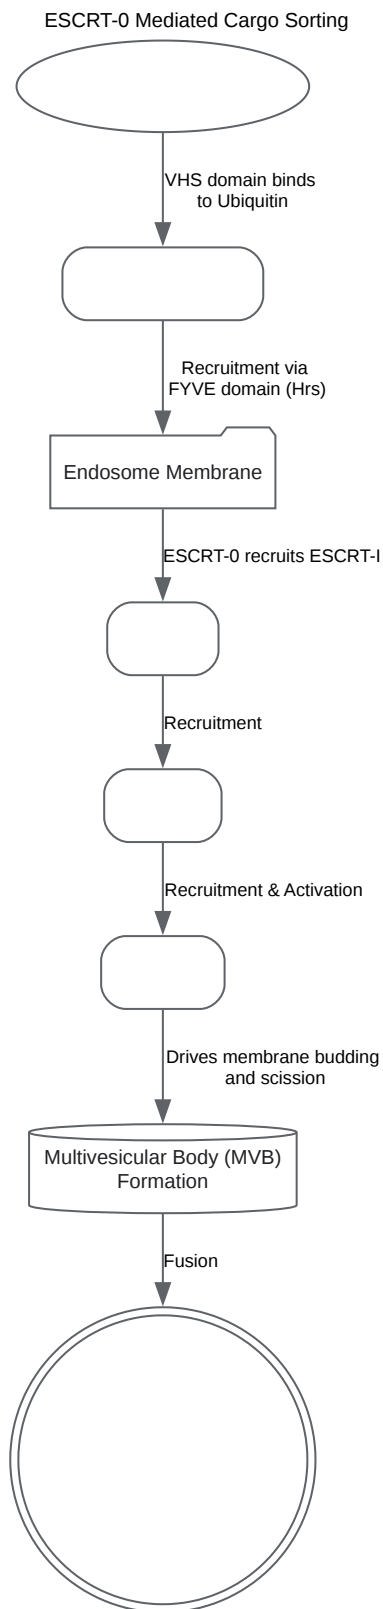 ESCRT-0 Mediated Cargo Sorting
VHS domain binds
to Ubiquitin
Recruitment via
FYVE domain (Hrs)
Endosome Membrane
ESCRT-0 recruits ESCRT-I
Recruitment
Recruitment & Activation
Drives membrane budding
and scission
Multivesicular Body (MVB)
Formation
Fusion